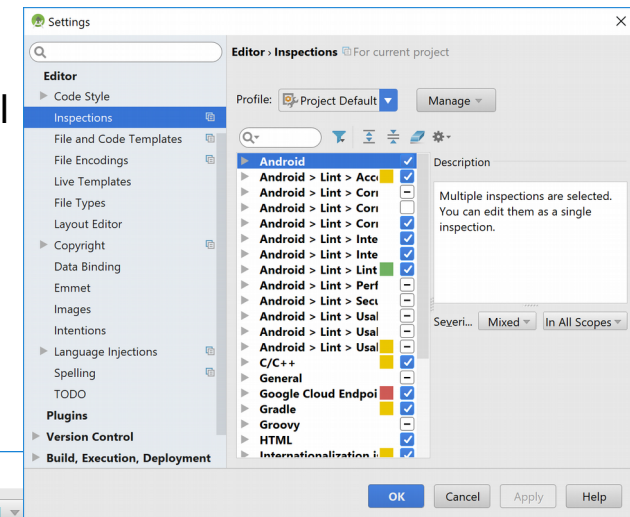 Settings
Editor
Code Style
Inspections
File and Code Templates
File Encodings
Live Templates
File Types
Layout Editor
Copyright
Data Binding
Emmet
Images
Intentions
Language Injections
Spelling
TODO
Plugins
Version Control
Build, Execution, Deployment
Editor › Inspections For current project
Profile: Project Default Manage
Android
Android > Lint > Acc
Android > Lint > Cor
Android > Lint > Cor
Android > Lint > Cor
Android > Lint > Inte
Android > Lint > Inte
Android > Lint > Lint
Android > Lint > Perf
Android > Lint > Secu
Android > Lint > Usal
Android > Lint > Usal
Android > Lint > Usal
C/C++
General
Google Cloud Endpoi
Gradle
Groovy
HTML
Internationalization i
Description
Multiple inspections are selected.
You can edit them as a single
inspection.
Severi... Mixed In All Scopes
OK Cancel Apply Help